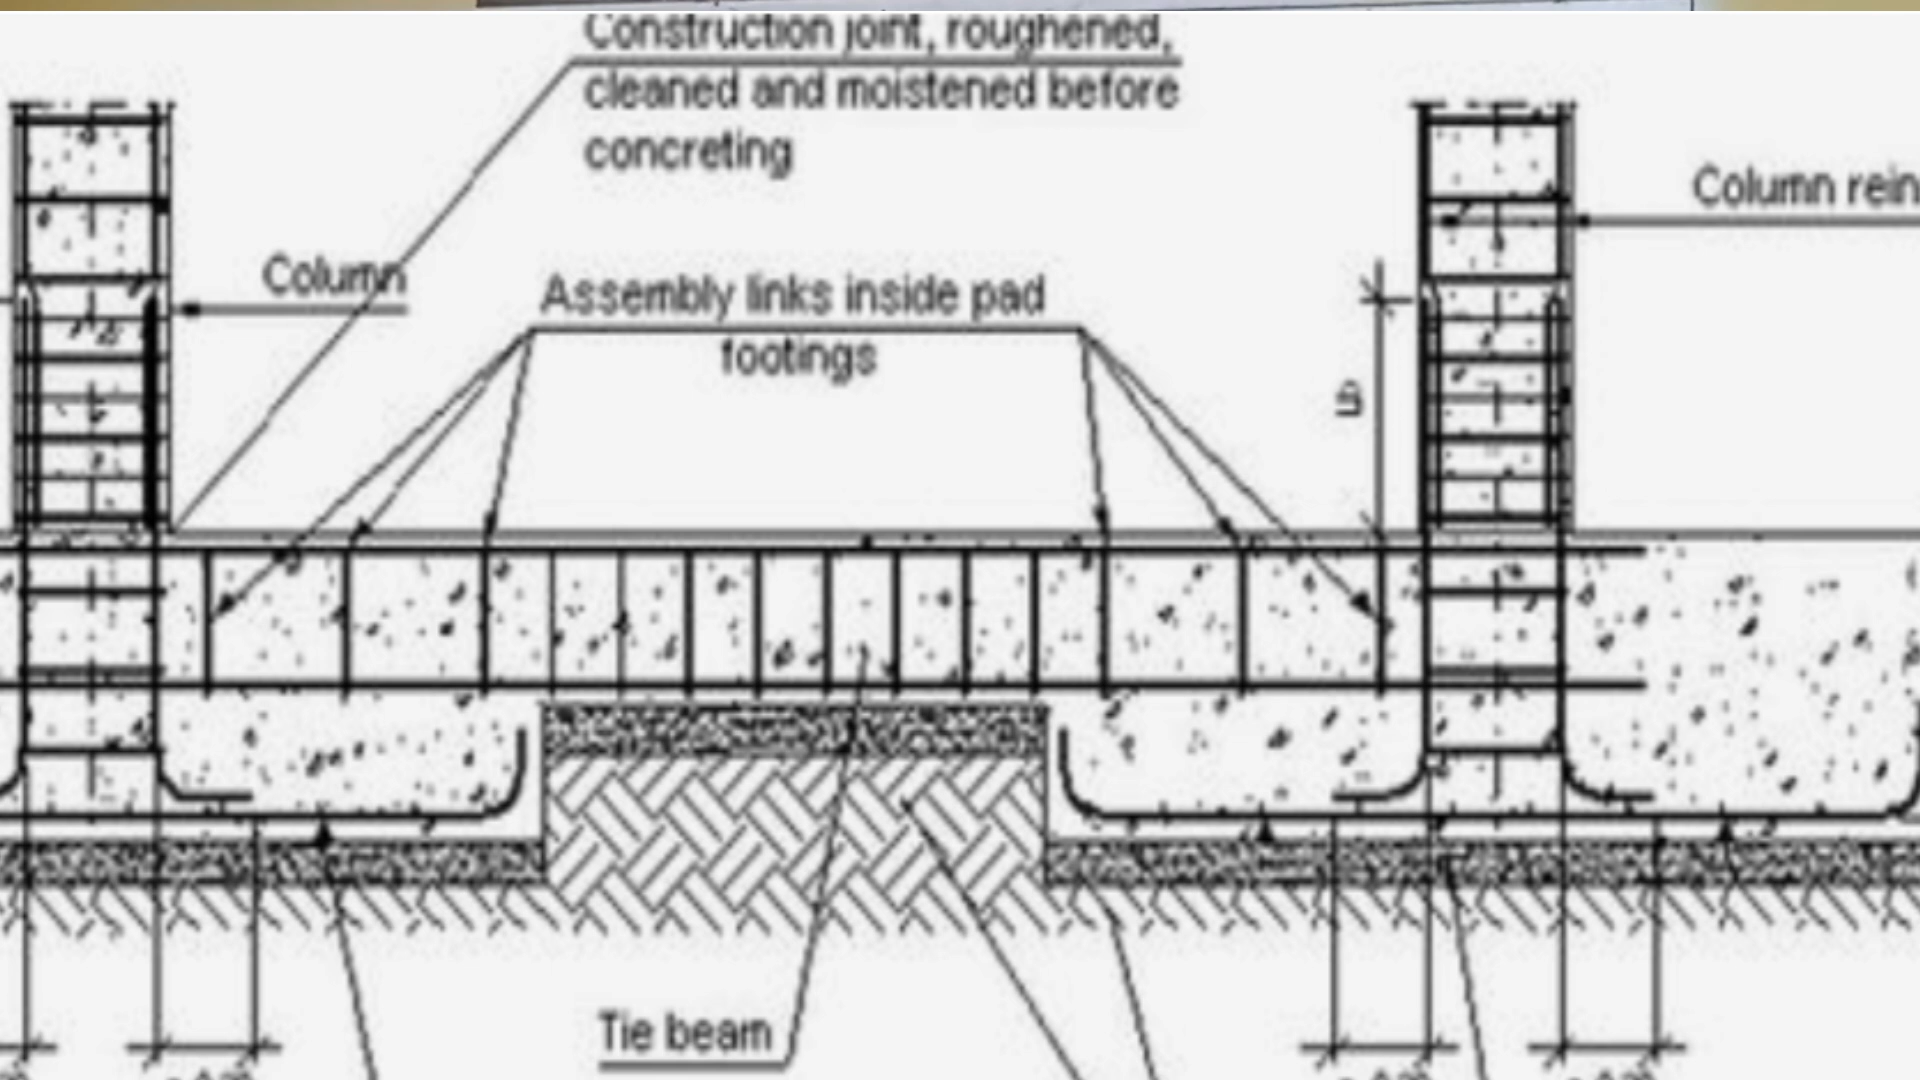 Construction joint, roughened,
cleaned and moistened before
concreting
Column rein
Column
Assembly links inside pad
footings
Tie beam